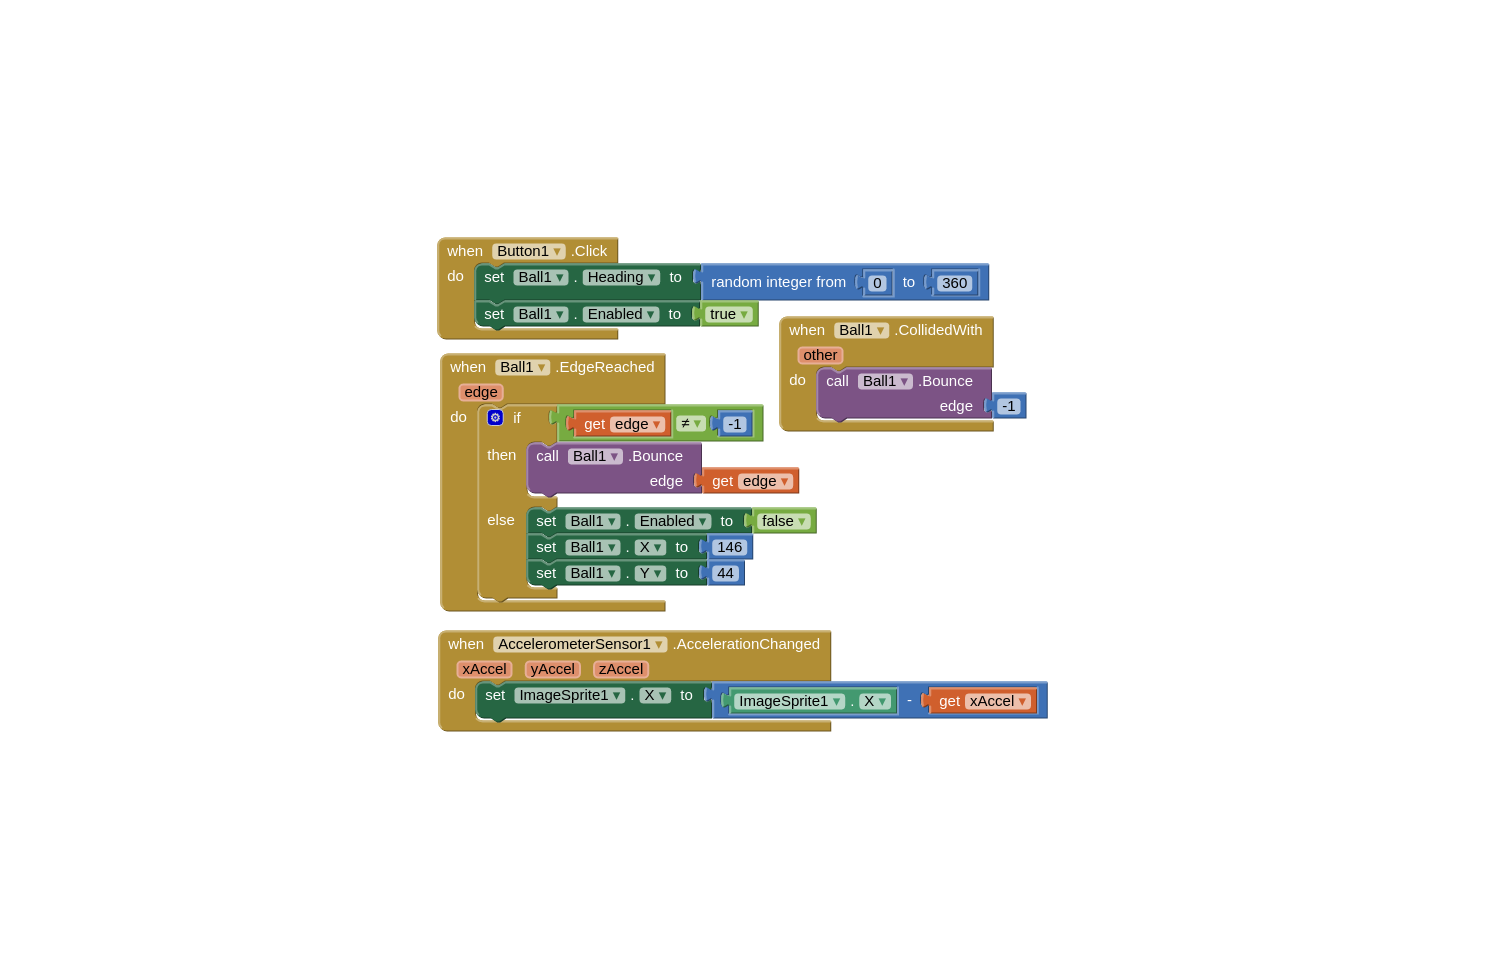 when Button1 .Click
do set Ball1 . Heading to random integer from 0 to 360
set Ball1 . Enabled to true
when Ball1 .CollidedWith
other
do call Ball1 .Bounce
edge -1
when Ball1 .EdgeReached
edge
do if get edge ≠ -1
then call Ball1 .Bounce
edge get edge
else set Ball1 . Enabled to false
set Ball1 . X to 146
set Ball1 . Y to 44
when AccelerometerSensor1 .AccelerationChanged
xAccel yAccel zAccel
do set ImageSprite1 . X to ImageSprite1 . X - get xAccel